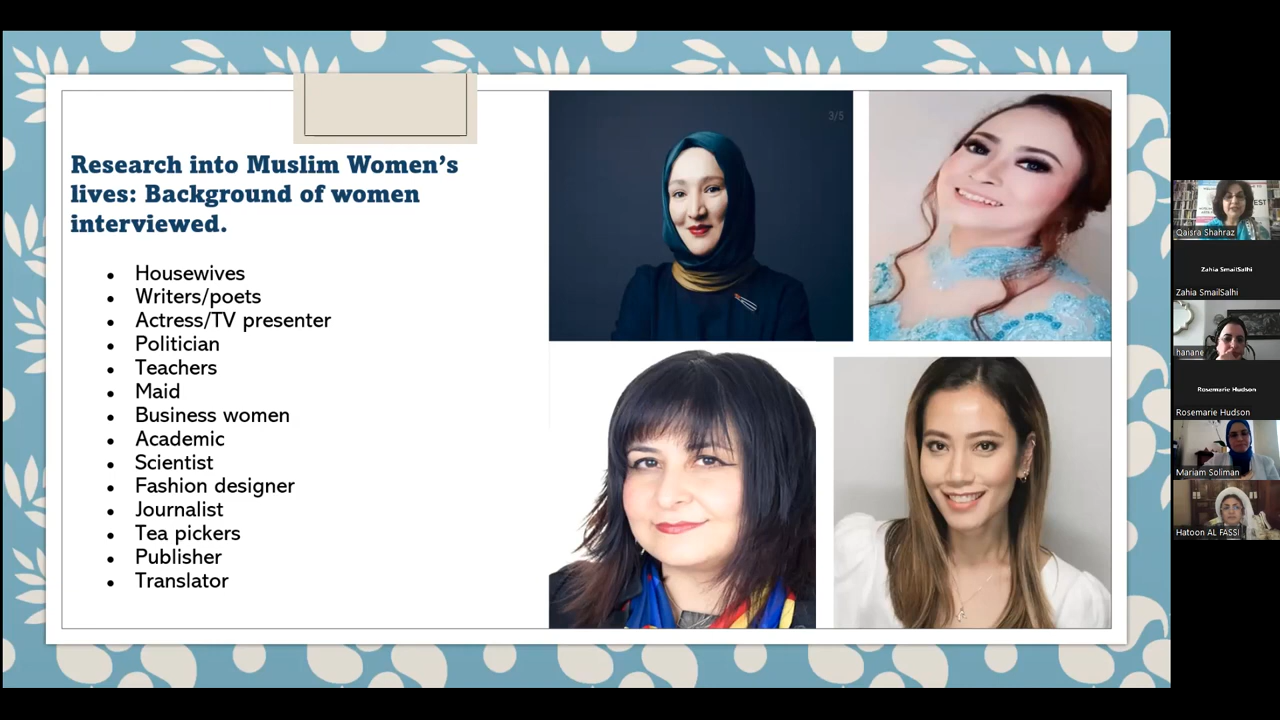 Research into Muslim Women's
lives: Background of women
interviewed.
• Housewives
• Writers/poets
• Actress/TV presenter
• Politician
• Teachers
• Maid
• Business women
• Academic
• Scientist
• Fashion designer
• Journalist
• Tea pickers
• Publisher
• Translator
3/5
Qaisra Shahraz
Zahia SmailSalhi
Zahia SmailSalhi
hanane
Rosemarie Hudson
Rosemarie Hudson
Mariam Soliman
Hatoon AL FASSI